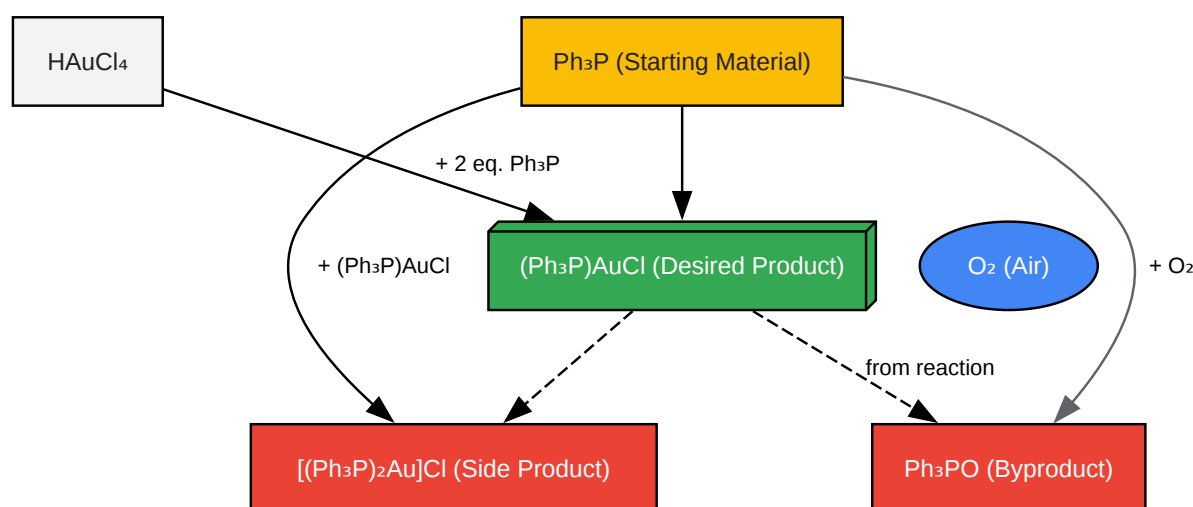 HAuCl₄
Ph₃P (Starting Material)
+ 2 eq. Ph₃P
+ (Ph₃P)AuCl
(Ph₃P)AuCl (Desired Product)
O₂ (Air)
+ O₂
from reaction
[(Ph₃P)₂Au]Cl (Side Product)
Ph₃PO (Byproduct)